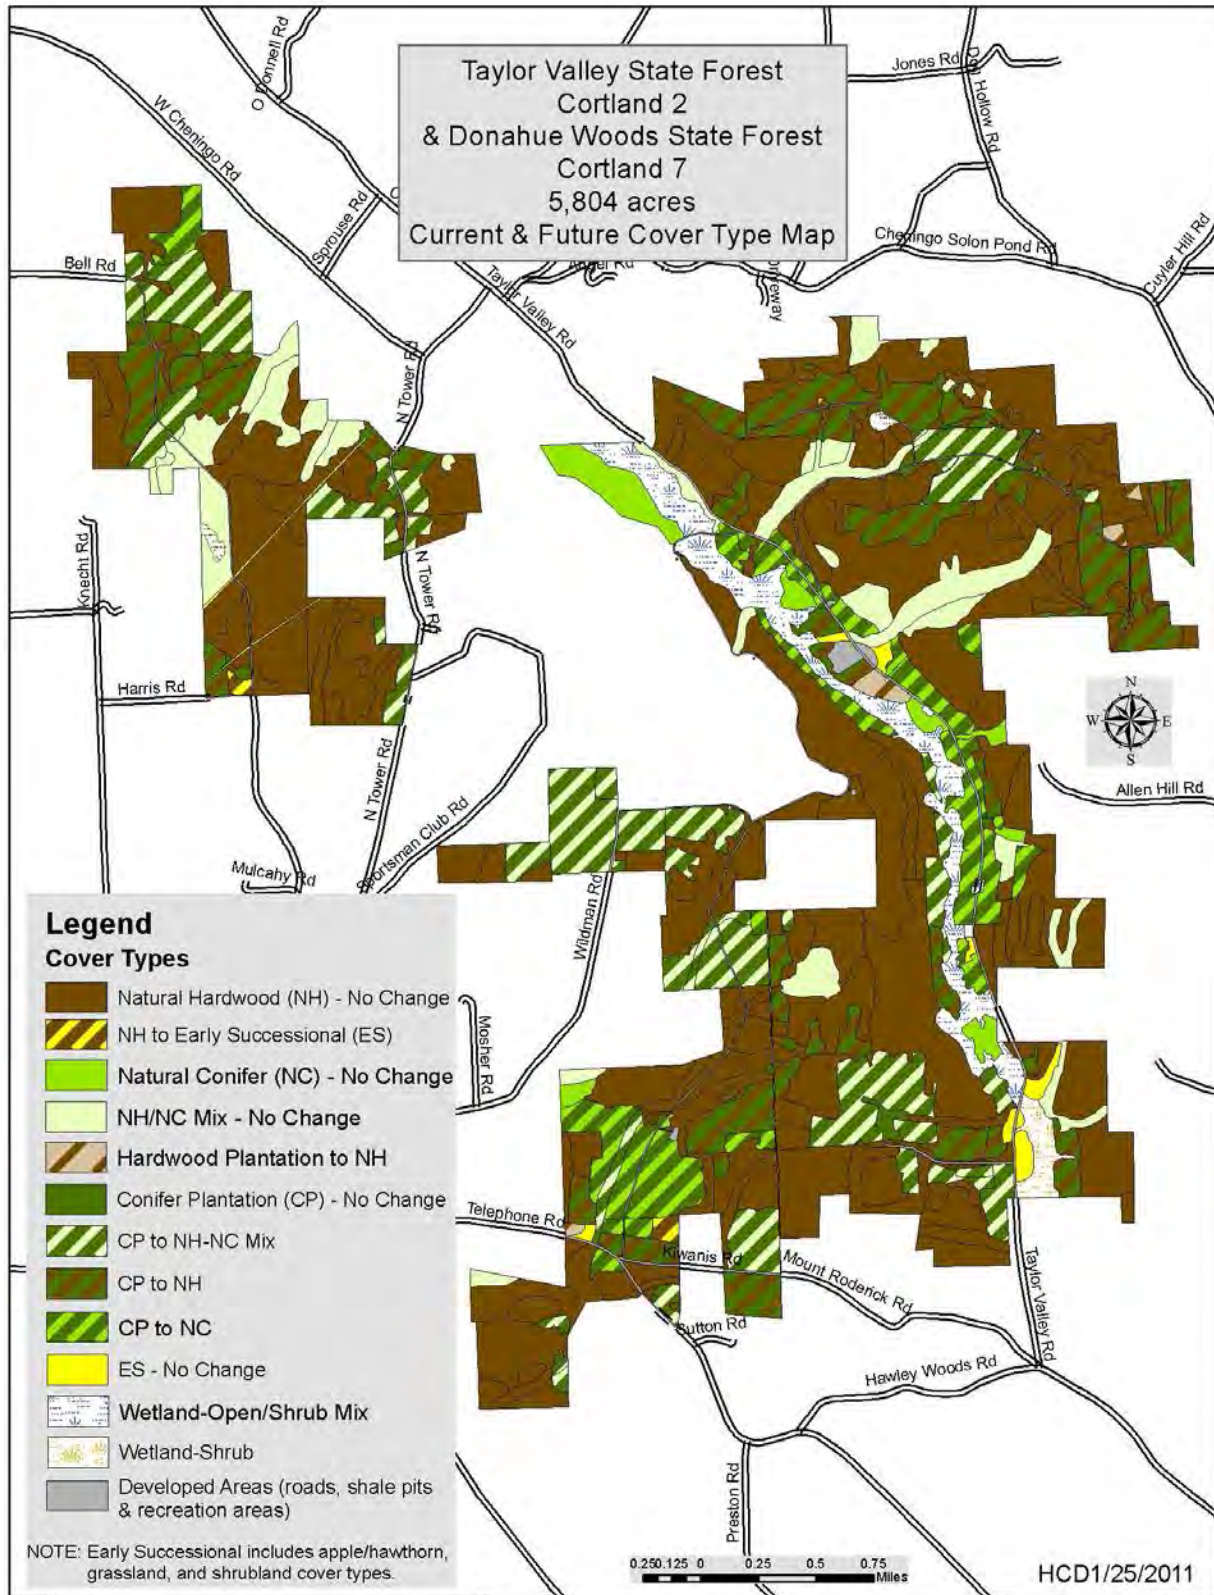 Taylor Valley State Forest
Cortland 2
& Donahue Woods State Forest
Cortland 7
5,804 acres
Current & Future Cover Type Map
O Donnell Rd
W Cheningo Rd
Sprouse Rd
Bell Rd
Jones Rd
Hollow Rd
Cheningo Solon Pond Rd
Cuyler Hill Rd
Taylor Valley Rd
N Tower Rd
Knecht Rd
N Tower Rd
Harris Rd
N Tower Rd
Sportsman Club Rd
Mulcahy Rd
Wildman Rd
Mosher Rd
N
W E
S
Allen Hill Rd
Telephone Rd
Kiwanis Rd
Mount Roderick Rd
Sutton Rd
Taylor Valley Rd
Hawley Woods Rd
Preston Rd
Legend
Cover Types
Natural Hardwood (NH) - No Change
NH to Early Successional (ES)
Natural Conifer (NC) - No Change
NH/NC Mix - No Change
Hardwood Plantation to NH
Conifer Plantation (CP) - No Change
CP to NH-NC Mix
CP to NH
CP to NC
ES - No Change
Wetland-Open/Shrub Mix
Wetland-Shrub
Developed Areas (roads, shale pits
& recreation areas)
NOTE: Early Successional includes apple/hawthorn,
grassland, and shrubland cover types.
0.25 0.125 0 0.25 0.5 0.75
Miles
HCD1/25/2011